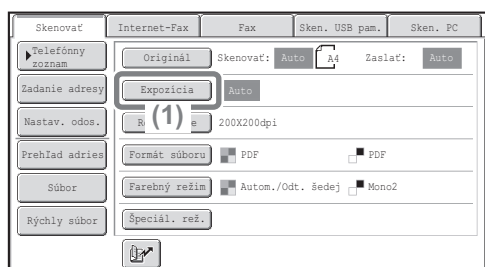 Skenovať Internet-Fax Fax Sken. USB pam. Sken. PC
Telefónny zoznam
Originál Skenovať: Auto A4 Zaslať: Auto
Zadanie adresy
Expozícia Auto
Nastav. odos.
(1) 200X200dpi
Prehľad adries
Formát súboru PDF PDF
Súbor
Farebný režim Autom./Odt. šedej Mono2
Rýchly súbor
Špeciál. rež.